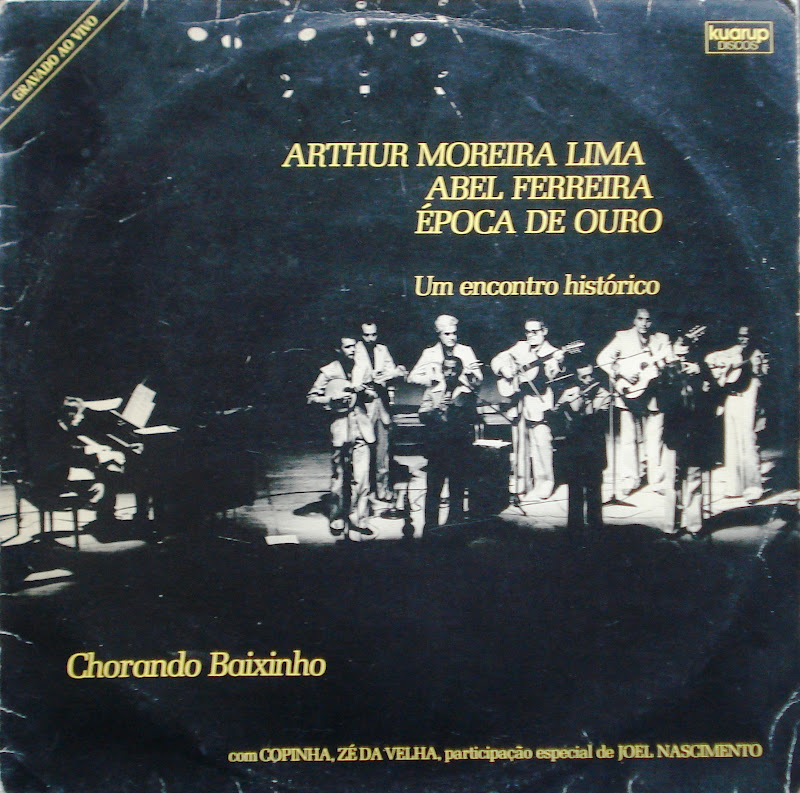 GRAVADO AO VIVO
kuarup
DISCOS
ARTHUR MOREIRA LIMA
ABEL FERREIRA
ÉPOCA DE OURO
Um encontro histórico
Chorando Baixinho
com COPINHA, ZÉ DA VELHA, participação especial de JOEL NASCIMENTO